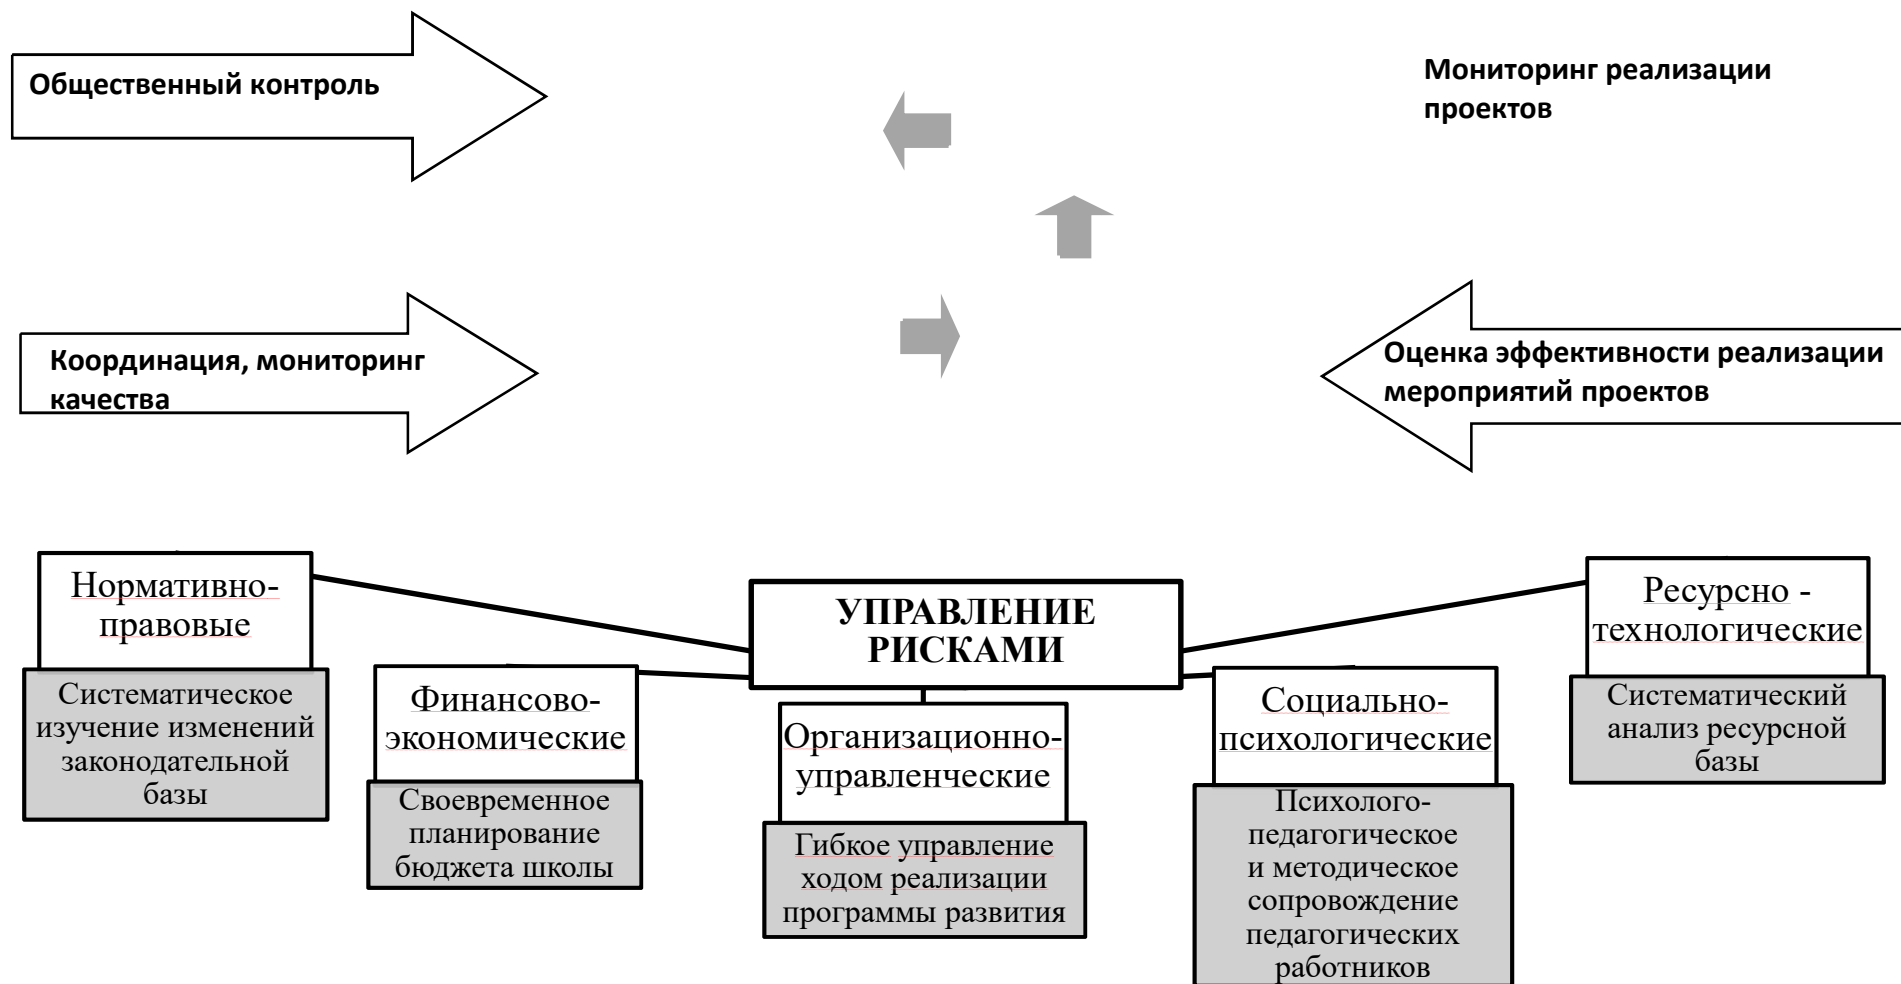 Общественный контроль
Мониторинг реализации
проектов
Координация, мониторинг
качества
Оценка эффективности реализации
мероприятий проектов
УПРАВЛЕНИЕ
РИСКАМИ
Нормативно-
правовые
Систематическое
изучение изменений
законодательной
базы
Финансово-
экономические
Своевременное
планирование
бюджета школы
Организационно-
управленческие
Гибкое управление
ходом реализации
программы развития
Социально-
психологические
Психолого-
педагогическое
и методическое
сопровождение
педагогических
работников
Ресурсно -
технологические
Систематический
анализ ресурсной
базы